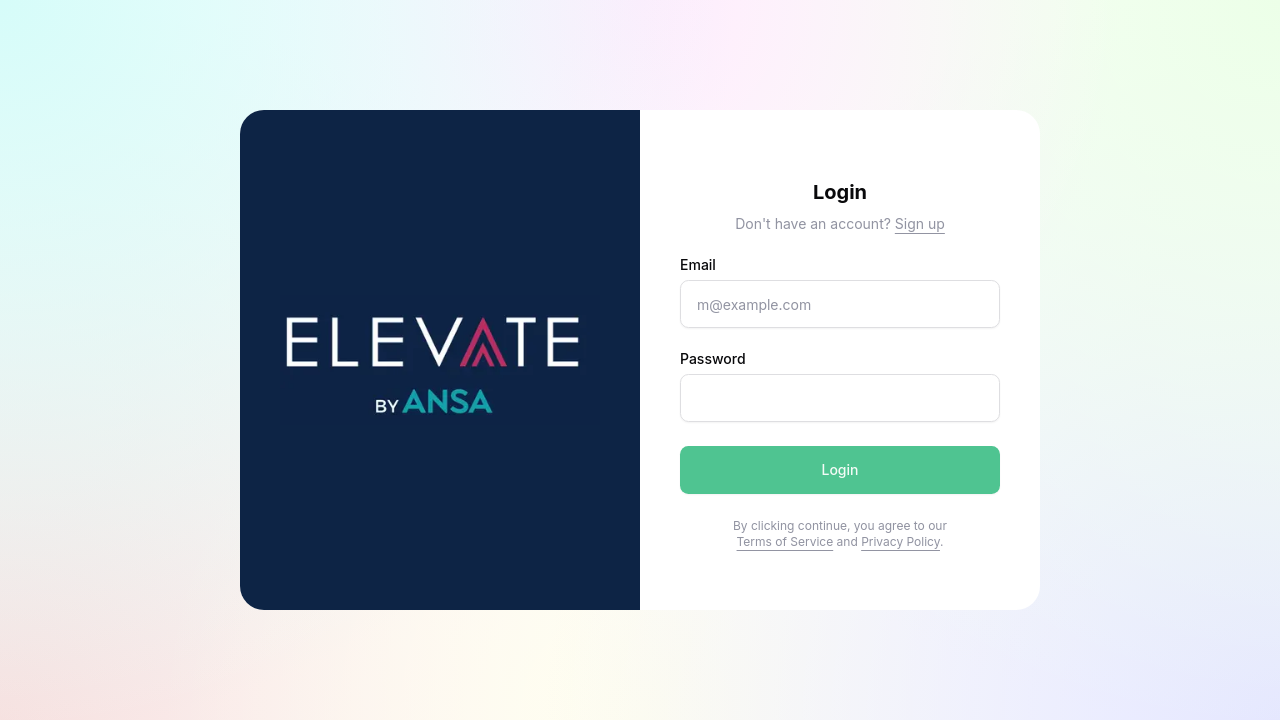 ELEVATE
BY ANSA
Login
Don't have an account? Sign up
Email
m@example.com
Password
Login
By clicking continue, you agree to our
Terms of Service and Privacy Policy.